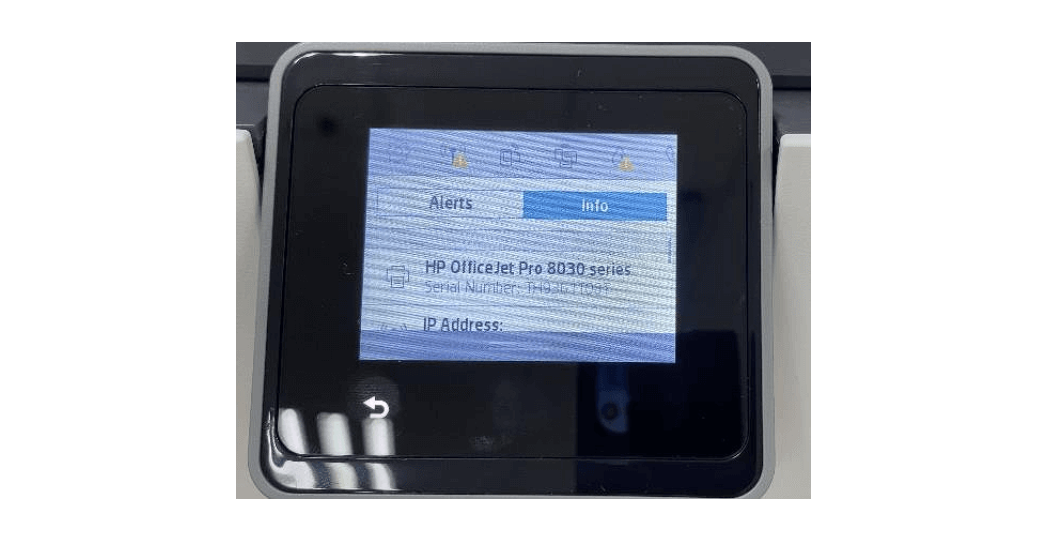 Alerts
Info
HP OfficeJet Pro 8030 series
Serial Number:
IP Address: